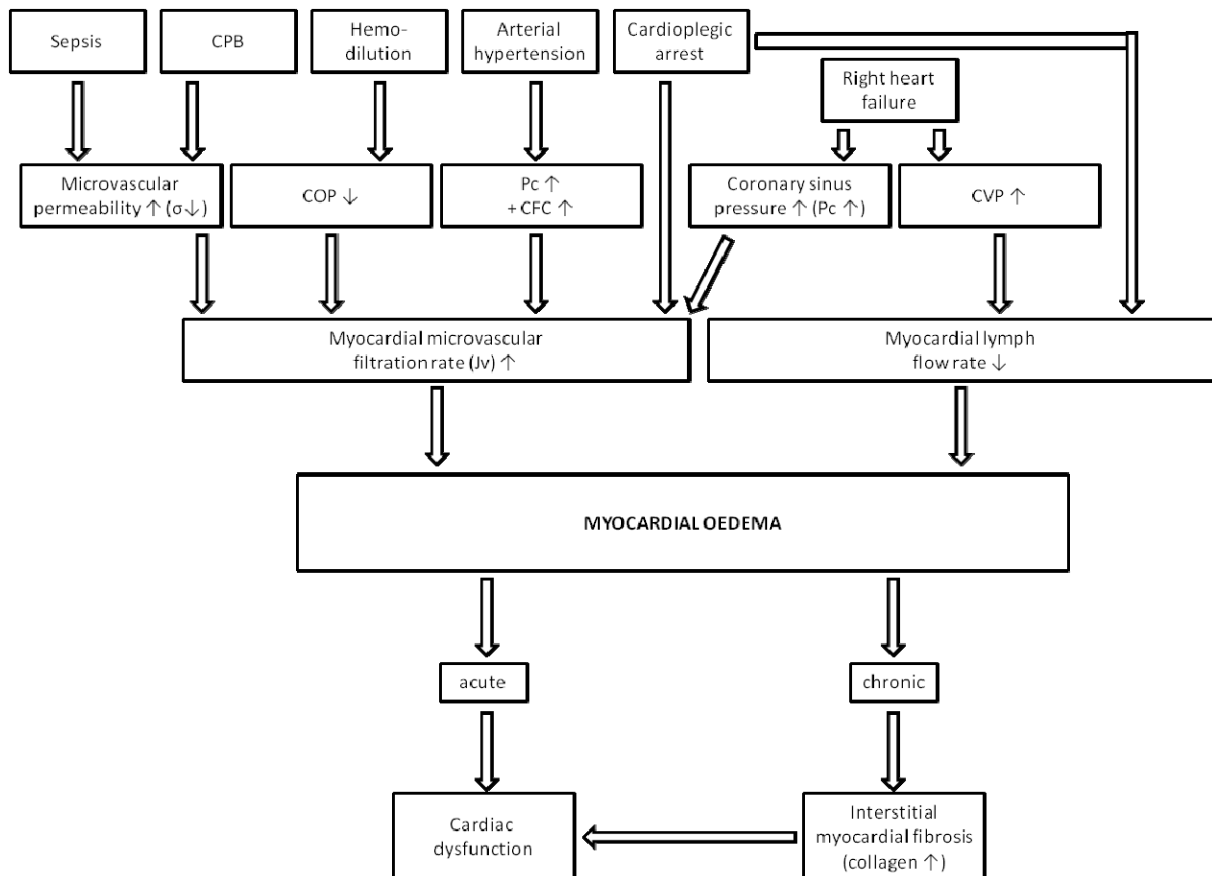 Sepsis
CPB
Hemo-
dilution
Arterial
hypertension
Cardioplegic
arrest
Right heart
failure
Microvascular
permeability ↑ (σ↓)
COP ↓
Pc ↑
+ CFC ↑
Coronary sinus
pressure ↑ (Pc ↑)
CVP ↑
Myocardial microvascular
filtration rate (Jv) ↑
Myocardial lymph
flow rate ↓
MYOCARDIAL OEDEMA
acute
chronic
Cardiac
dysfunction
Interstitial
myocardial fibrosis
(collagen ↑)